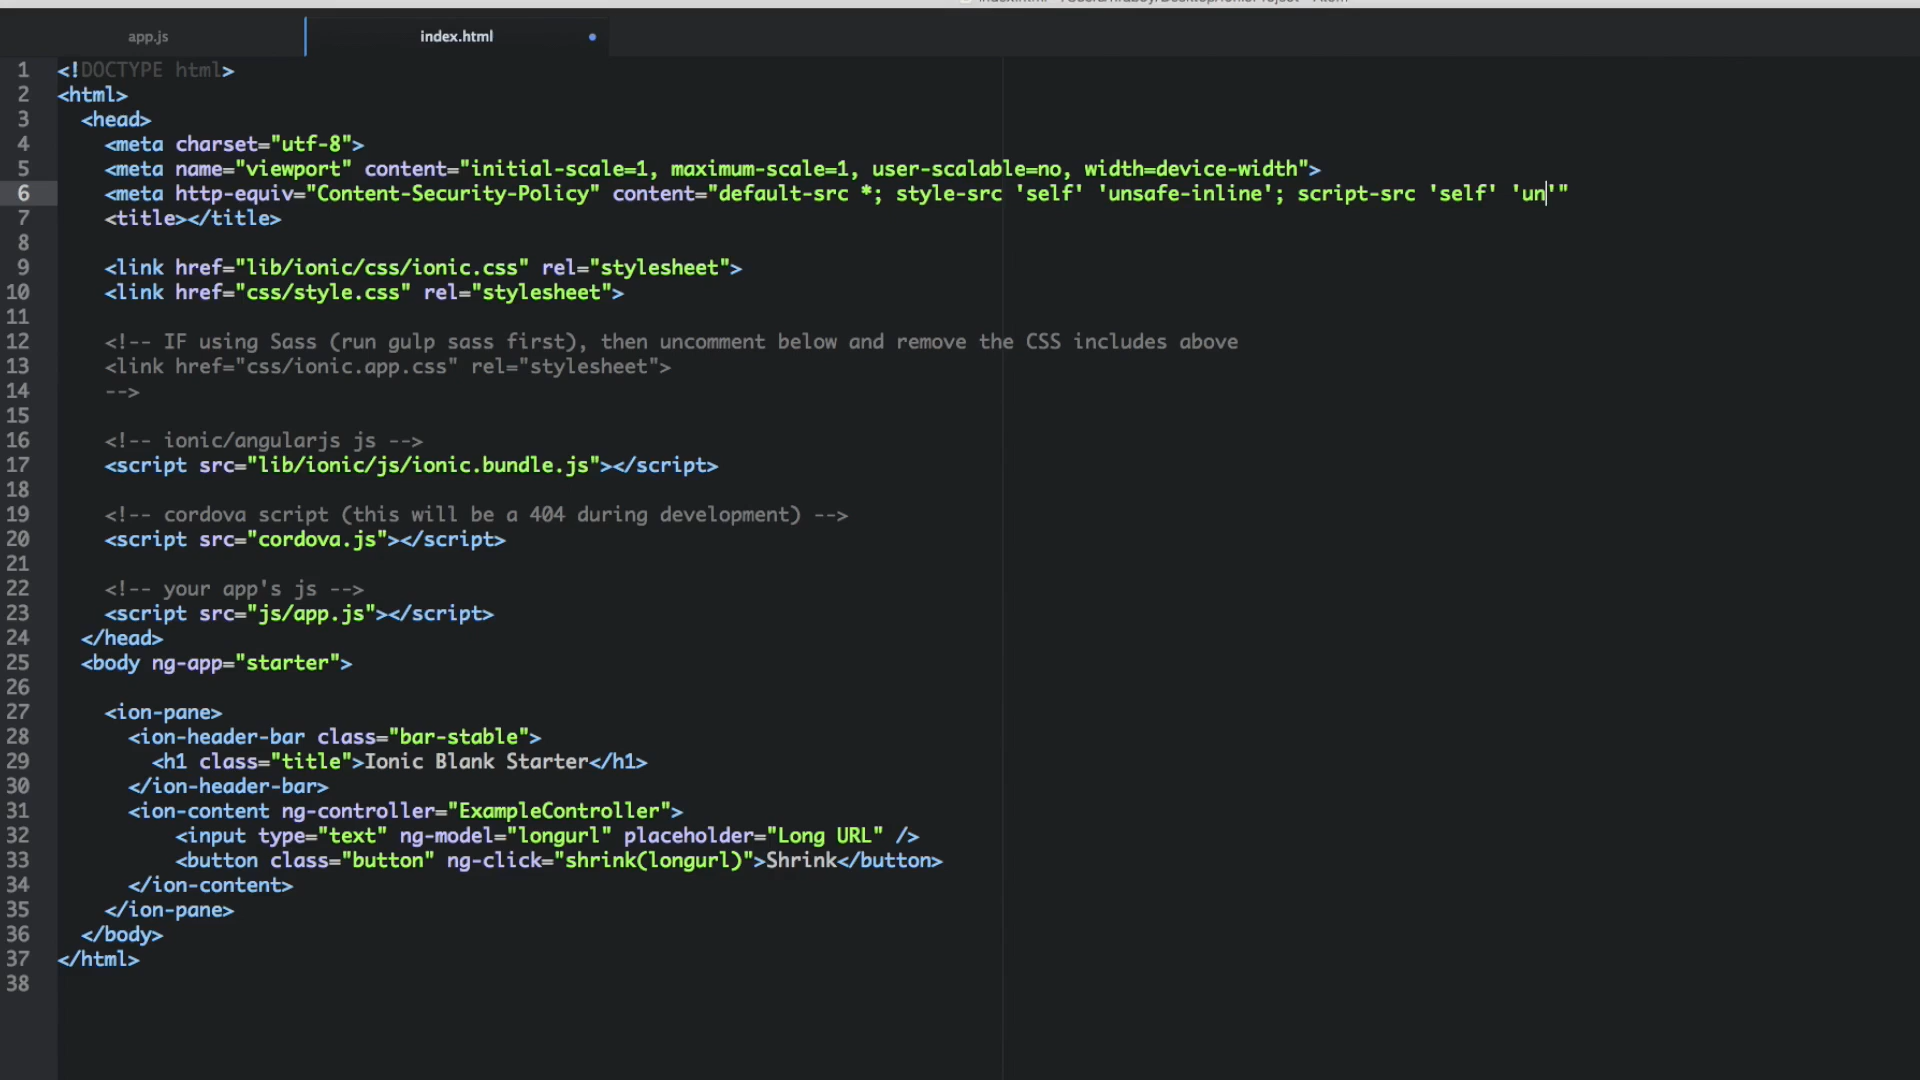 app.js
index.html
1 <!DOCTYPE html>
2 <html>
3 <head>
4 <meta charset="utf-8">
5 <meta name="viewport" content="initial-scale=1, maximum-scale=1, user-scalable=no, width=device-width">
6 <meta http-equiv="Content-Security-Policy" content="default-src *; style-src 'self' 'unsafe-inline'; script-src 'self' 'un'"
7 <title></title>
8
9 <link href="lib/ionic/css/ionic.css" rel="stylesheet">
10 <link href="css/style.css" rel="stylesheet">
11
12 <!-- IF using Sass (run gulp sass first), then uncomment below and remove the CSS includes above
13 <link href="css/ionic.app.css" rel="stylesheet">
14 -->
15
16 <!-- ionic/angularjs js -->
17 <script src="lib/ionic/js/ionic.bundle.js"></script>
18
19 <!-- cordova script (this will be a 404 during development) -->
20 <script src="cordova.js"></script>
21
22 <!-- your app's js -->
23 <script src="js/app.js"></script>
24 </head>
25 <body ng-app="starter">
26
27 <ion-pane>
28 <ion-header-bar class="bar-stable">
29 <h1 class="title">Ionic Blank Starter</h1>
30 </ion-header-bar>
31 <ion-content ng-controller="ExampleController">
32 <input type="text" ng-model="longurl" placeholder="Long URL" />
33 <button class="button" ng-click="shrink(longurl)">Shrink</button>
34 </ion-content>
35 </ion-pane>
36 </body>
37 </html>
38